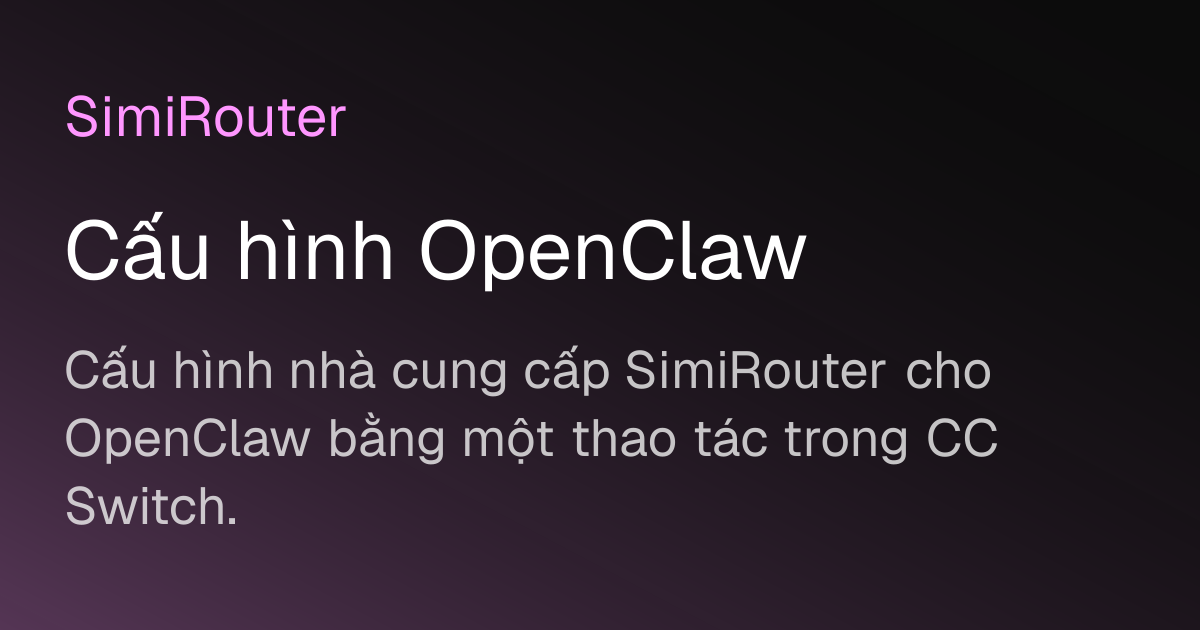 SimiRouter
Cấu hình OpenClaw
Cấu hình nhà cung cấp SimiRouter cho
OpenClaw bằng một thao tác trong CC
Switch.